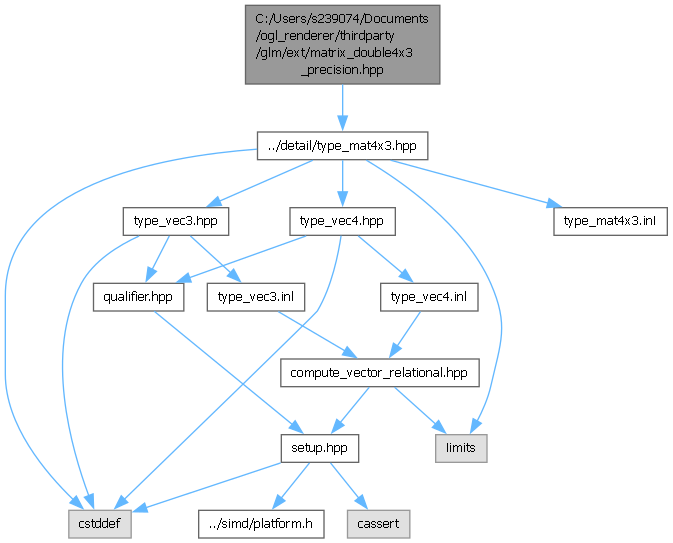 C:/Users/s239074/Documents
/ogl_renderer/thirdparty
/glm/ext/matrix_double4x3
_precision.hpp
../detail/type_mat4x3.hpp
type_vec3.hpp
type_vec4.hpp
type_mat4x3.inl
qualifier.hpp
type_vec3.inl
type_vec4.inl
compute_vector_relational.hpp
setup.hpp
limits
cstddef
../simd/platform.h
cassert